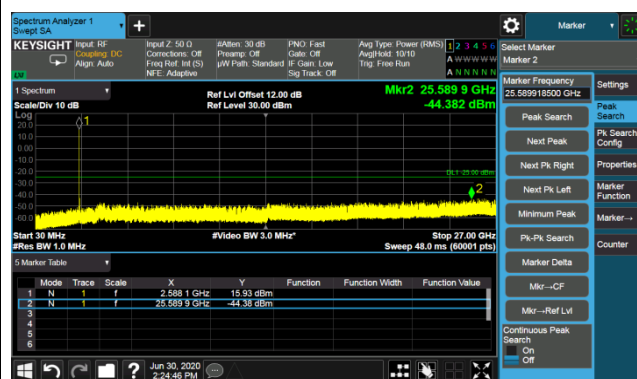 Spectrum Analyzer 1
Swept SA
KEYSIGHT
Input: RF
Coupling: DC
Align: Auto
Input Z: 50 Ω
Corrections: Off
Freq Ref: Int (S)
NFE: Adaptive
#Atten: 30 dB
Preamp: Off
µW Path: Standard
PNO: Fast
Gate: Off
IF Gain: Low
Sig Track: Off
Avg Type: Power (RMS)
Avg|Hold: 10/10
Trig: Free Run
1 2 3 4 5 6
A W W W W W
A N N N N N
LXI
1 Spectrum
Scale/Div 10 dB
Ref Lvl Offset 12.00 dB
Ref Level 30.00 dBm
Mkr2 25.589 9 GHz
-44.382 dBm
Log
20.0
10.0
0.00
-10.0
-20.0
-30.0
-40.0
-50.0
-60.0
1
DL1 -25.00 dBm
2
Start 30 MHz
#Res BW 1.0 MHz
#Video BW 3.0 MHz*
Stop 27.00 GHz
Sweep 48.0 ms (60001 pts)
5 Marker Table
Mode Trace Scale X Y Function Function Width Function Value
1 N 1 f 2.588 1 GHz 15.93 dBm
2 N 1 f 25.589 9 GHz -44.38 dBm
3
4
5
6
Jun 30, 2020
2:24:46 PM
?
Marker
Select Marker
Marker 2
Marker Frequency
25.589918500 GHz
Peak Search
Next Peak
Next Pk Right
Next Pk Left
Minimum Peak
Pk-Pk Search
Marker Delta
Mkr→CF
Mkr→Ref Lvl
Continuous Peak
Search
On
Off
Settings
Peak
Search
Pk Search
Config
Properties
Marker
Function
Marker→
Counter